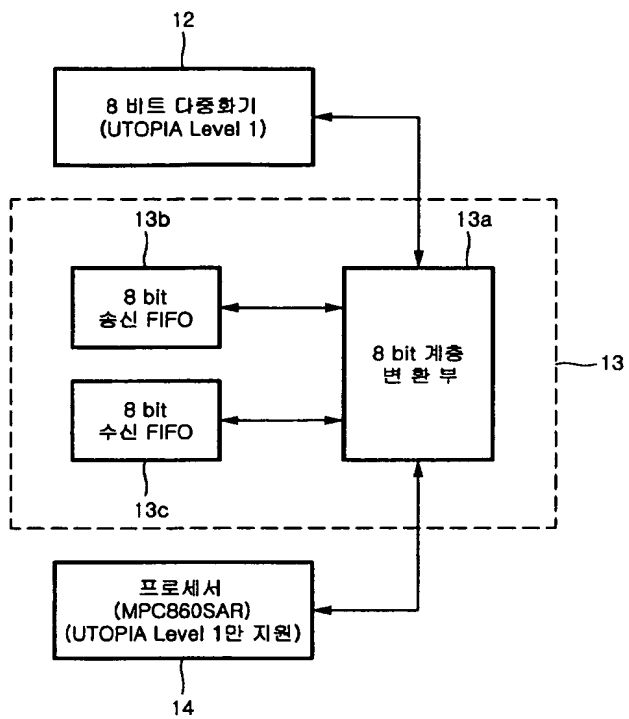 12
8 비트 다중화기
(UTOPIA Level 1)
13b
13a
8 bit
송신 FIFO
8 bit 계층
변 환 부
13
8 bit
수신 FIFO
13c
프로세서
(MPC860SAR)
(UTOPIA Level 1만 지원)
14